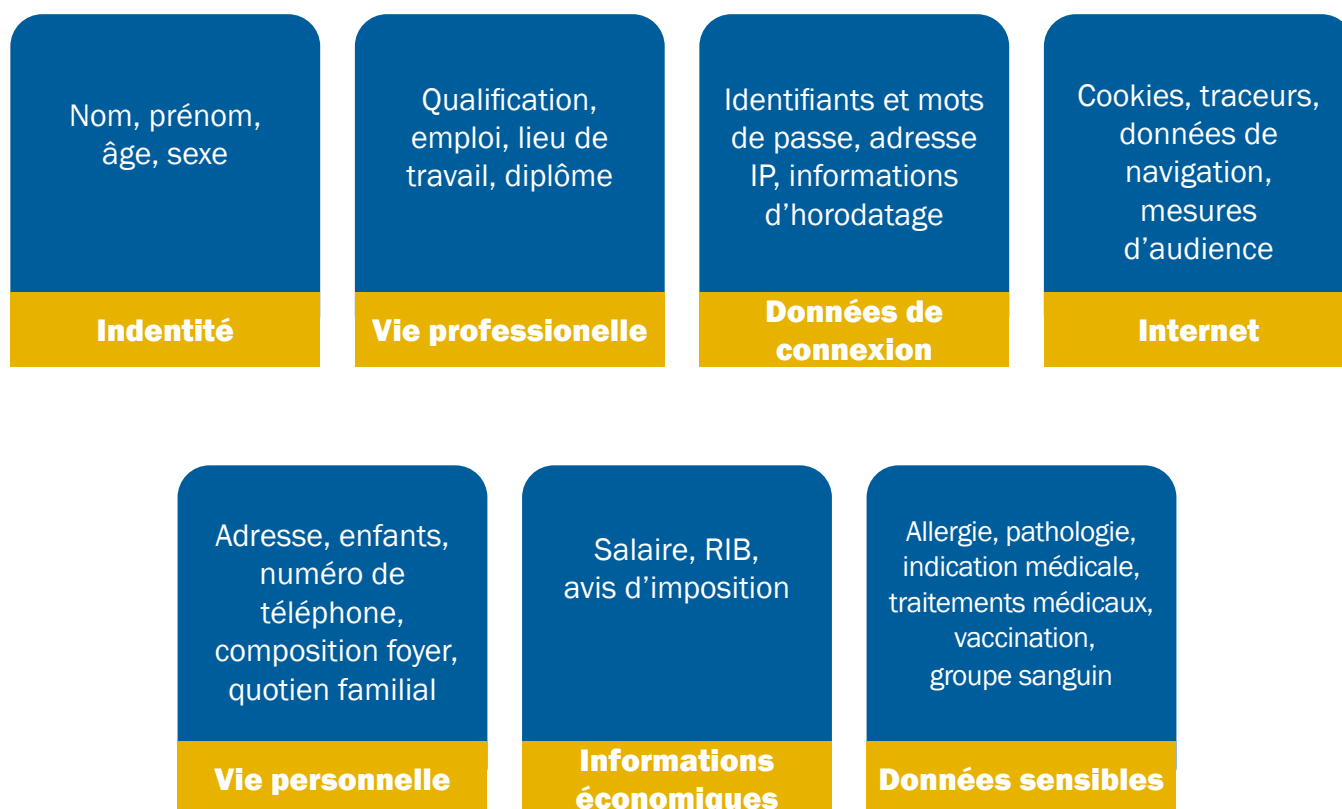 Nom, prénom,
âge, sexe
Indentité
Qualification,
emploi, lieu de
travail, diplôme
Vie professionelle
Identifiants et mots
de passe, adresse
IP, informations
d’horodatage
Données de
connexion
Cookies, traceurs,
données de
navigation,
mesures
d’audience
Internet
Adresse, enfants,
numéro de
téléphone,
composition foyer,
quotien familial
Vie personnelle
Salaire, RIB,
avis d’imposition
Informations
économiques
Allergie, pathologie,
indication médicale,
traitements médicaux,
vaccination,
groupe sanguin
Données sensibles